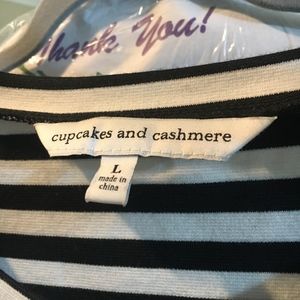 Thank You!
cupcakes and cashmere
L
made in
china